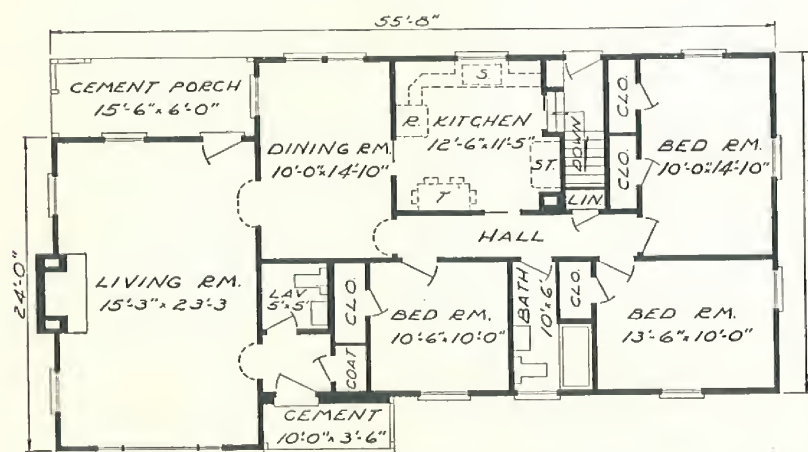 55'-8"
CEMENT PORCH
15'-6" x 6'-0"
DINING RM.
10'-0" x 14'-10"
S
R.
KITCHEN
12'-6" x 11'-5"
ST.
T
DOWN
LIN.
CLO.
CLO.
BED RM.
10'-0" x 14'-10"
HALL
24'-0"
LIVING RM.
15'-3" x 23'-3
LAV
5' x 5'
CLO.
COAT
BED RM.
10'-6" x 10'-0"
BATH
10' x 6'
CLO.
BED RM.
13'-6" x 10'-0"
CEMENT
10'-0" x 3'-6"